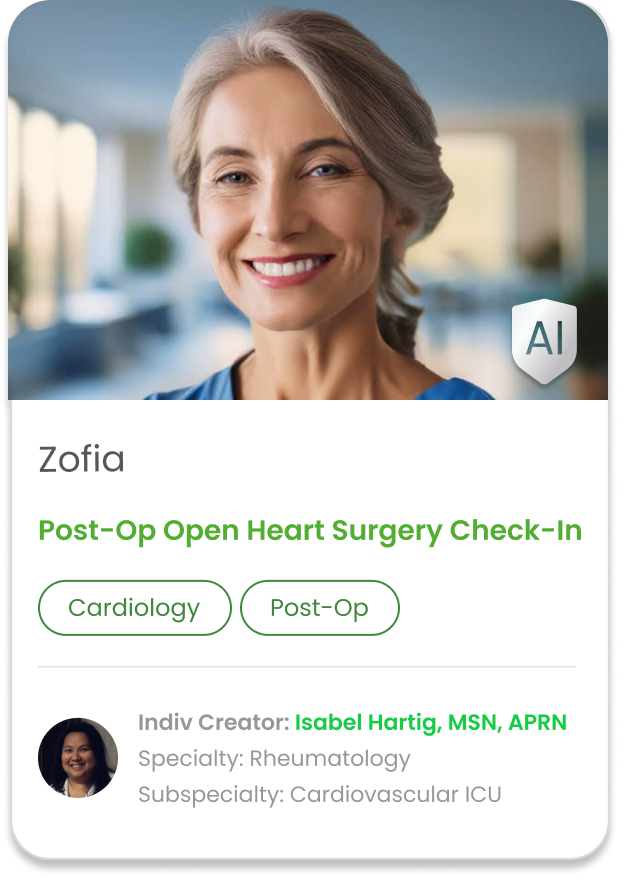 AI
Zofia
Post-Op Open Heart Surgery Check-In
Cardiology Post-Op
Indiv Creator: Isabel Hartig, MSN, APRN
Specialty: Rheumatology
Subspecialty: Cardiovascular ICU